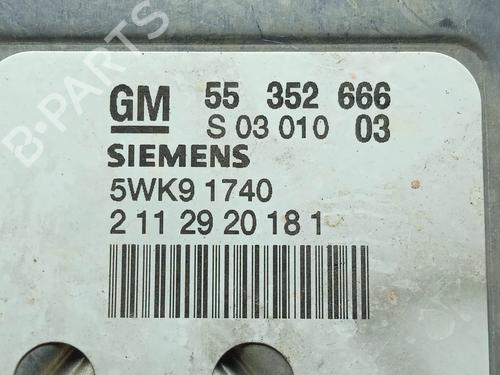 B-PARTS
GM 55 352 666
S 03 010 03
SIEMENS
5WK9 1740
2 11 29 20 18 1